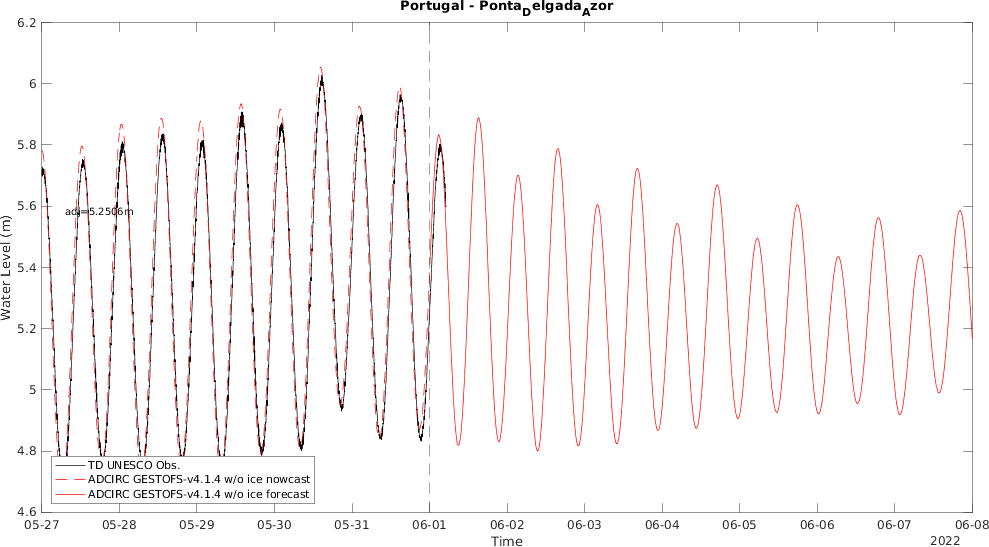 Portugal - PontaDelgadaAzor
6.2
6
5.8
5.6
5.4
5.2
5
4.8
4.6
Water Level (m)
adj=5.2506m
TD UNESCO Obs.
ADCIRC GESTOFS-v4.1.4 w/o ice nowcast
ADCIRC GESTOFS-v4.1.4 w/o ice forecast
05-27 05-28 05-29 05-30 05-31 06-01 06-02 06-03 06-04 06-05 06-06 06-07 06-08
Time
2022